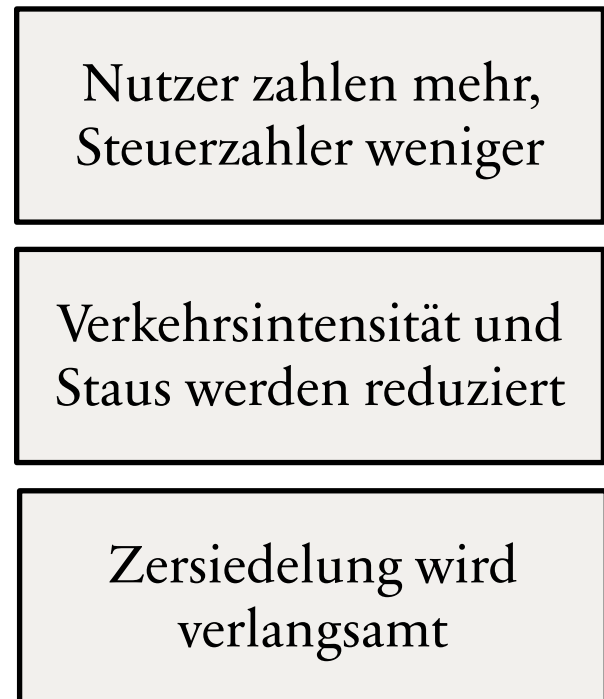 Nutzer zahlen mehr,
Steuerzahler weniger
Verkehrsintensität und
Staus werden reduziert
Zersiedelung wird
verlangsamt